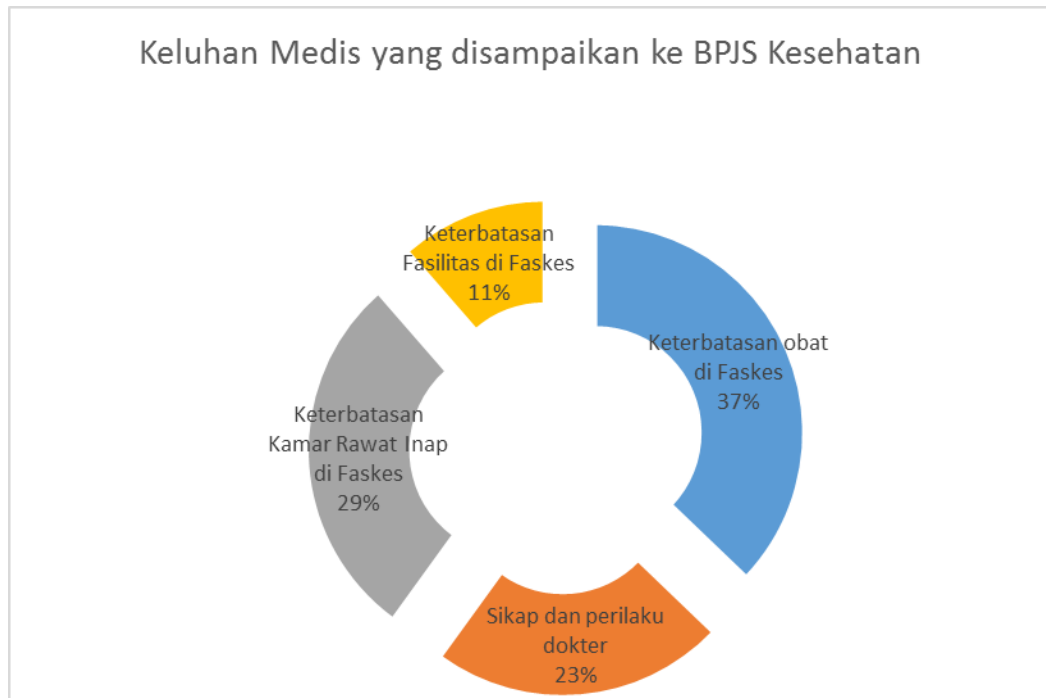 Keluhan Medis yang disampaikan ke BPJS Kesehatan
Keterbatasan
Fasilitas di Faskes
11%
Keterbatasan obat
di Faskes
37%
Keterbatasan
Kamar Rawat Inap
di Faskes
29%
Sikap dan perilaku
dokter
23%